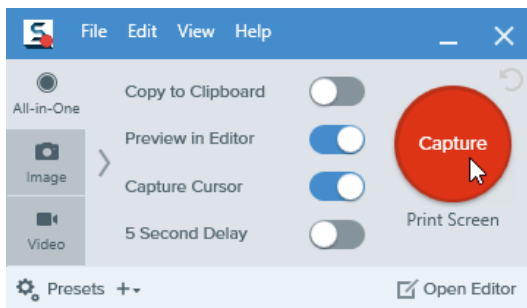 File Edit View Help
All-in-One
Image
Video
Copy to Clipboard
Preview in Editor
Capture Cursor
5 Second Delay
Capture
Print Screen
Presets
Open Editor